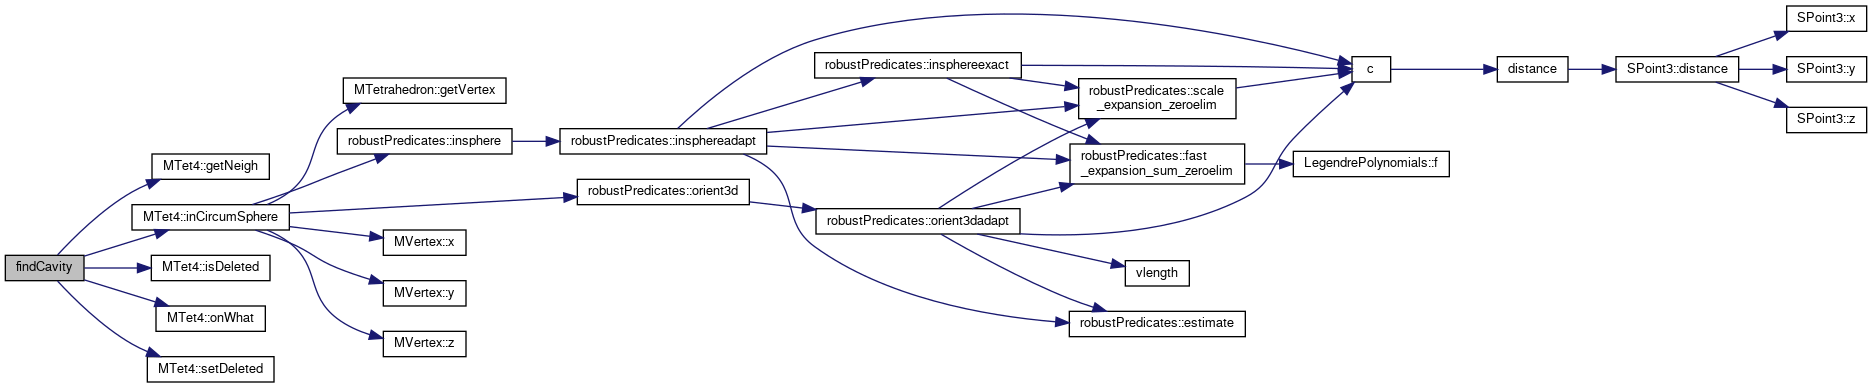 findCavity
MTet4::getNeigh
MTet4::inCircumSphere
MTet4::isDeleted
MTet4::onWhat
MTet4::setDeleted
MTetrahedron::getVertex
robustPredicates::insphere
robustPredicates::orient3d
MVertex::x
MVertex::y
MVertex::z
robustPredicates::insphereadapt
robustPredicates::insphereexact
robustPredicates::orient3dadapt
robustPredicates::scale
_expansion_zeroelim
robustPredicates::fast
_expansion_sum_zeroelim
vlength
robustPredicates::estimate
c
LegendrePolynomials::f
distance
SPoint3::distance
SPoint3::x
SPoint3::y
SPoint3::z